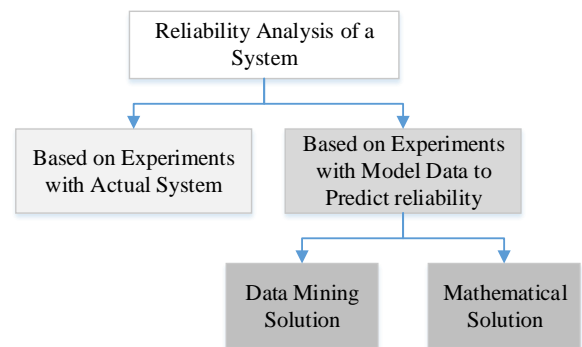 Reliability Analysis of a
System
Based on Experiments
with Actual System
Based on Experiments
with Model Data to
Predict reliability
Data Mining
Solution
Mathematical
Solution